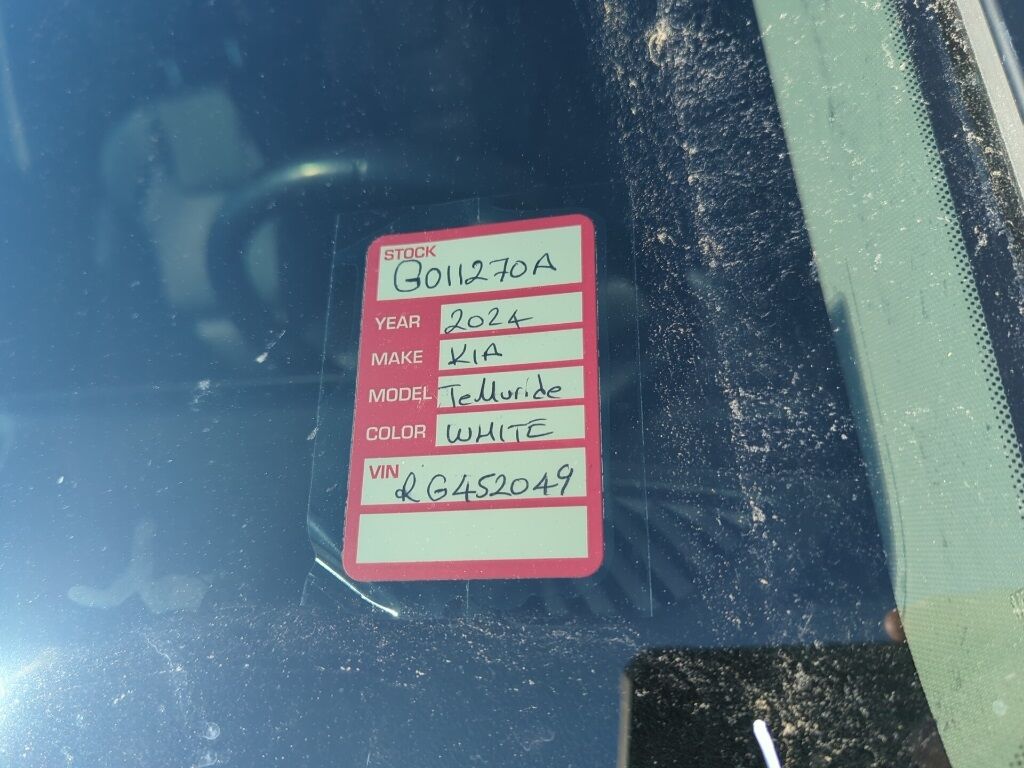 STOCK
G011270A
YEAR 2024
MAKE KIA
MODEL Telluride
COLOR WHITE
VIN RG452049